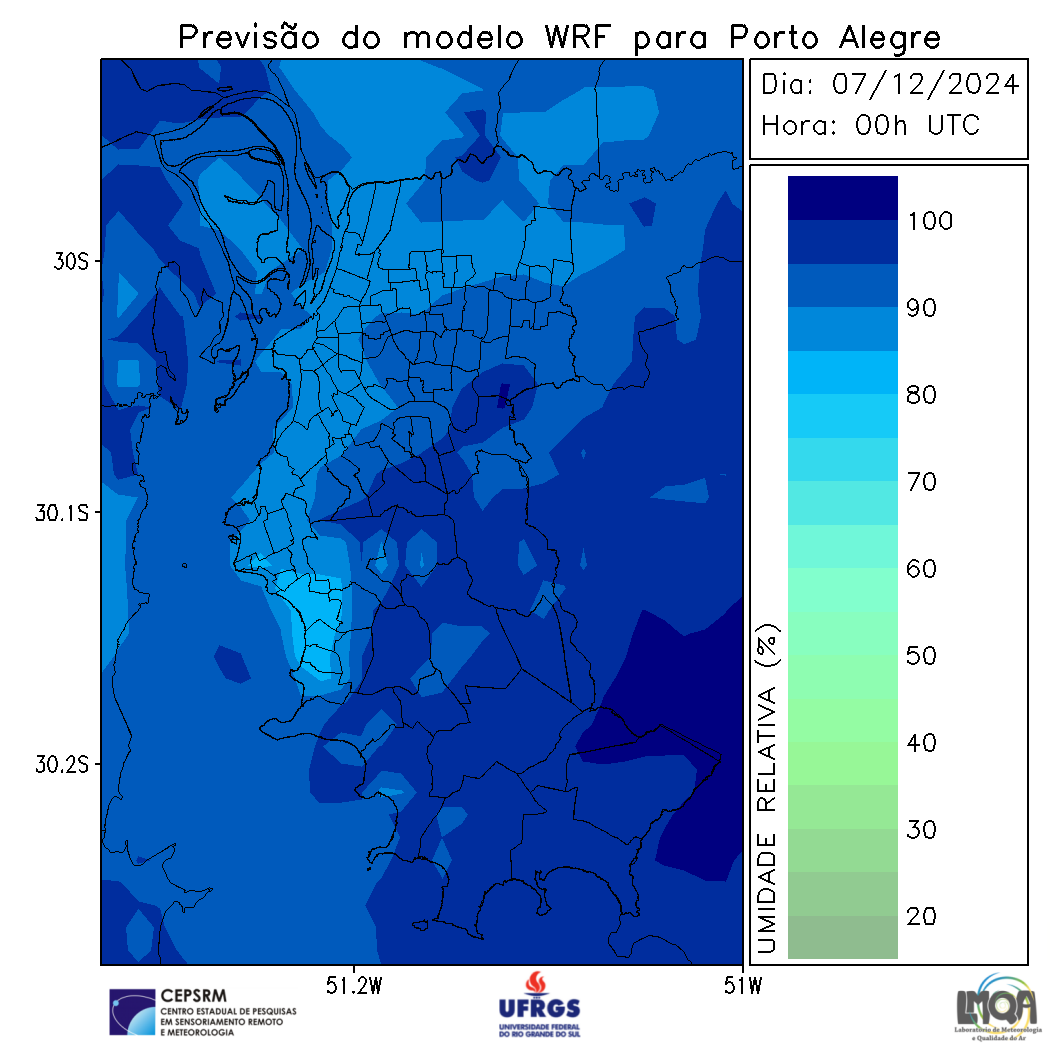 Previsão do modelo WRF para Porto Alegre
Dia: 07/12/2024
Hora: 00h UTC
30S
30.1S
30.2S
51.2W
51W
100
90
80
70
60
50
40
30
20
UMIDADE RELATIVA (%)
CEPSRM
CENTRO ESTADUAL DE PESQUISAS
EM SENSORIAMENTO REMOTO
E METEOROLOGIA
UFRGS
UNIVERSIDADE FEDERAL
DO RIO GRANDE DO SUL
LMQA
Laboratório de Meteorologia
e Qualidade do Ar